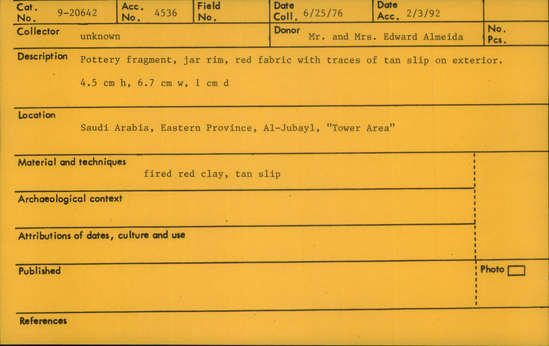 Cat. No. 9-20642 Acc. No. 4536 Field No. Date Coll. 6/25/76 Date Acc. 2/3/92
Collector unknown Donor Mr. and Mrs. Edward Almeida No. Pcs.
Description Pottery fragment, jar rim, red fabric with traces of tan slip on exterior.
4.5 cm h, 6.7 cm w, 1 cm d
Location
Saudi Arabia, Eastern Province, Al-Jubayl, "Tower Area"
Material and techniques
fired red clay, tan slip
Archaeological context
Attributions of dates, culture and use
Published Photo
References